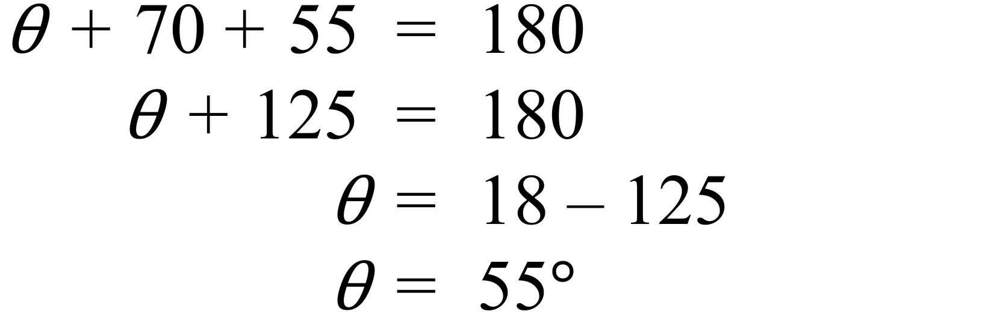 θ + 70 + 55 = 180
θ + 125 = 180
θ = 18 – 125
θ = 55°